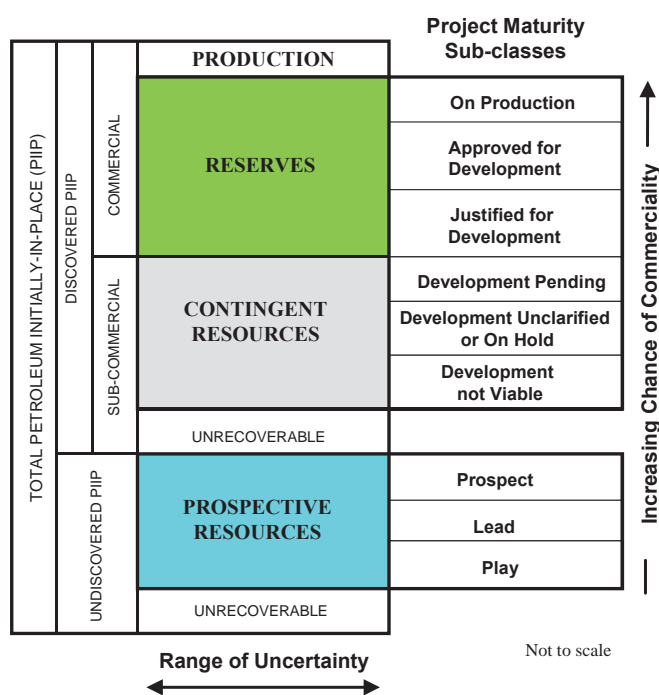 Project Maturity
Sub-classes
PRODUCTION
On Production
RESERVES
Approved for
Development
Justified for
Development
CONTINGENT
RESOURCES
Development Pending
Development Unclarified
or On Hold
Development
not Viable
UNRECOVERABLE
PROSPECTIVE
RESOURCES
Prospect
Lead
Play
UNRECOVERABLE
TOTAL PETROLEUM INITIALLY-IN-PLACE (PIIP)
DISCOVERED PIIP
UNDISCOVERED PIIP
COMMERCIAL
SUB-COMMERCIAL
Increasing Chance of Commerciality
Range of Uncertainty
Not to scale